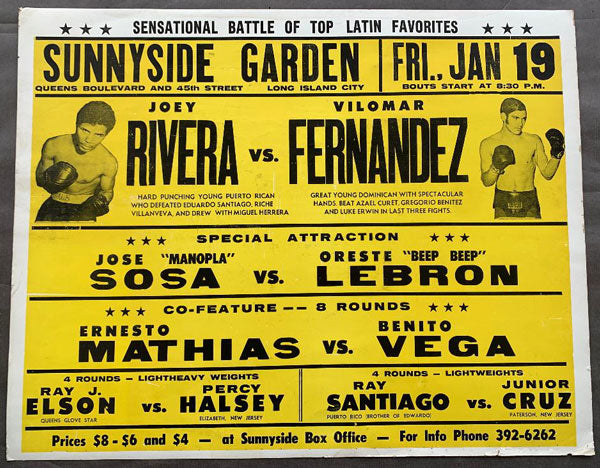 ★ ★ ★ SENSATIONAL BATTLE OF TOP LATIN FAVORITES ★ ★ ★
SUNNYSIDE GARDEN
QUEENS BOULEVARD AND 45th STREET LONG ISLAND CITY
FRI., JAN 19
BOUTS START AT 8:30 P.M.
JOEY VILOMAR
RIVERA vs. FERNANDEZ
HARD PUNCHING YOUNG PUERTO RICAN
WHO DEFEATED EDUARDO SANTIAGO, RICHE
VILLANVEVA, AND DREW WITH MIGUEL HERRERA
GREAT YOUNG DOMINICAN WITH SPECTACULAR
HANDS. BEAT AZAEL CURET, GREGORIO BENITEZ
AND LUKE ERWIN IN LAST THREE FIGHTS.
★ ★ ★ SPECIAL ATTRACTION ★ ★ ★
JOSE "MANOPLA" ORESTE "BEEP BEEP"
SOSA vs. LEBRON
★ ★ ★ CO-FEATURE -- 8 ROUNDS ★ ★ ★
ERNESTO BENITO
MATHIAS vs. VEGA
4 ROUNDS – LIGHTHEAVY WEIGHTS
RAY J. PERCY
ELSON vs. HALSEY
QUEENS GLOVE STAR ELIZABETH, NEW JERSEY
4 ROUNDS – LIGHTWEIGHTS
RAY JUNIOR
SANTIAGO vs. CRUZ
PUERTO RICO (BROTHER OF EDWARDO) PATERSON, NEW JERSEY
Prices $8 - $6 and $4 — at Sunnyside Box Office — For Info Phone 392-6262